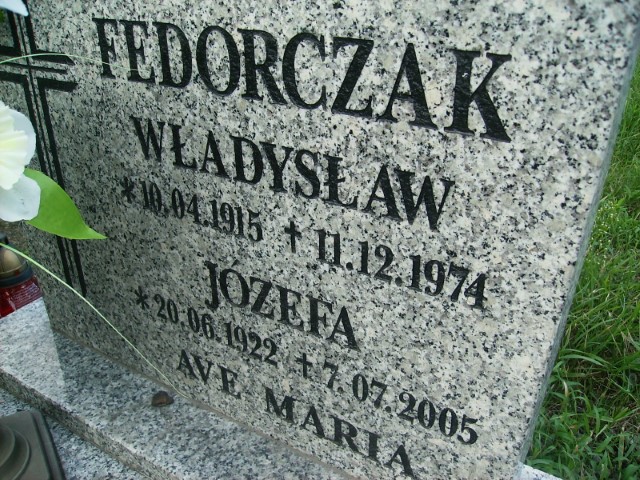 FEDORCZAK
WŁADYSŁAW
*10.04.1915 †11.12.1974
JÓZEFA
*20.06.1922 †7.07.2005
AVE MARIA